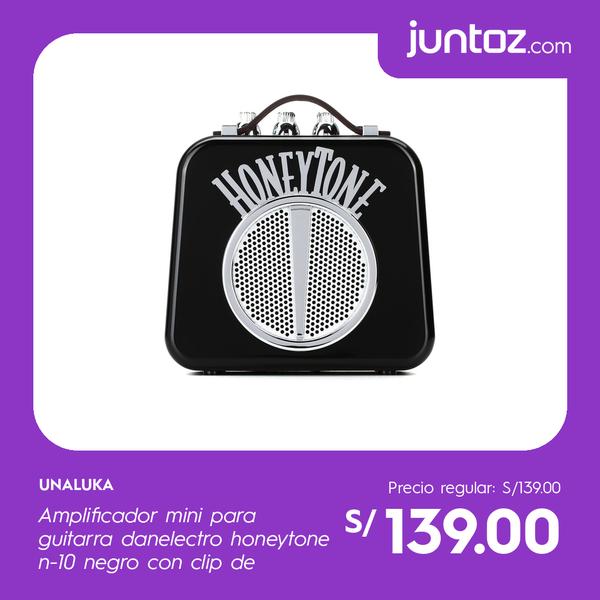 juntoz.com
HONEYTONE
UNALUKA
Amplificador mini para
guitarra danelectro honeytone
n-10 negro con clip de
Precio regular: S/139.00
S/ 139.00